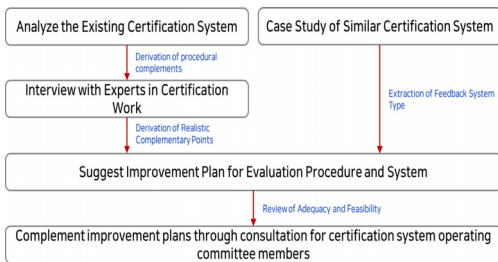 Analyze the Existing Certification System
Case Study of Similar Certification System
Derivation of procedural
complements
Interview with Experts in Certification
Work
Extraction of Feedback System
Type
Derivation of Realistic
Complementary Points
Suggest Improvement Plan for Evaluation Procedure and System
Review of Adequacy and Feasibility
Complement improvement plans through consultation for certification system operating
committee members